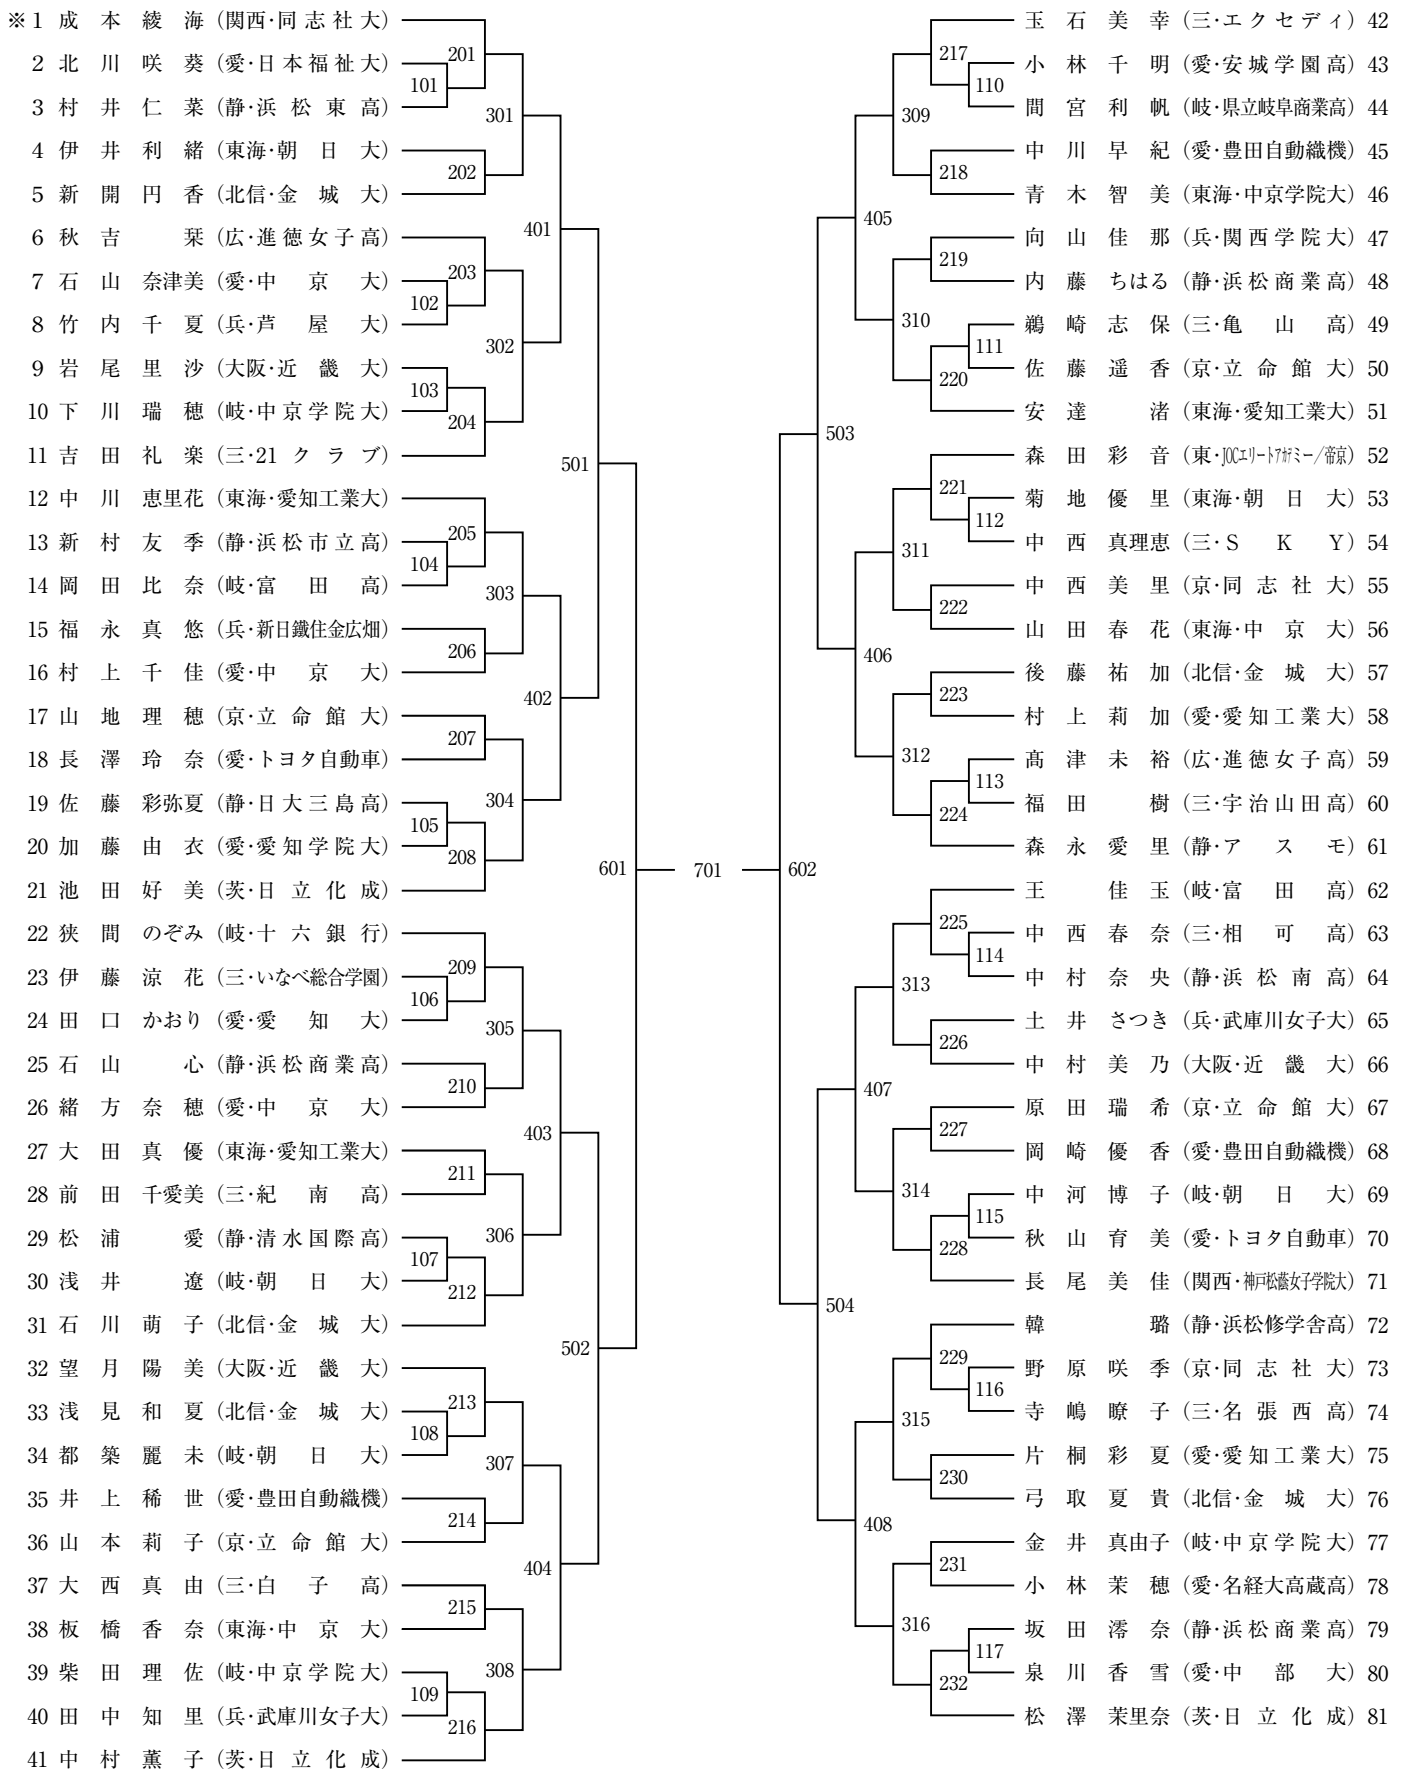 ※1 成本綾海 (関西・同志社大)
2 北川咲葵 (愛・日本福祉大)
3 村井仁菜 (静・浜松東高)
4 伊井利緒 (東海・朝日大)
5 新開円香 (北信・金城大)
6 秋吉栞 (広・進徳女子高)
7 石山奈津美 (愛・中京大)
8 竹内千夏 (兵・芦屋大)
9 岩尾里沙 (大阪・近畿大)
10 下川瑞穂 (岐・中京学院大)
11 吉田礼楽 (三・21クラブ)
12 中川恵里花 (東海・愛知工業大)
13 新村友季 (静・浜松市立高)
14 岡田比奈 (岐・富田高)
15 福永真悠 (兵・新日鐵住金広畑)
16 村上千佳 (愛・中京大)
17 山地理穂 (京・立命館大)
18 長澤玲奈 (愛・トヨタ自動車)
19 佐藤彩弥夏 (静・日大三島高)
20 加藤由衣 (愛・愛知学院大)
21 池田好美 (茨・日立化成)
22 狭間のぞみ (岐・十六銀行)
23 伊藤涼花 (三・いなべ総合学園)
24 田口かおり (愛・愛知大)
25 石山心 (静・浜松商業高)
26 緒方奈穂 (愛・中京大)
27 大田真優 (東海・愛知工業大)
28 前田千愛美 (三・紀南高)
29 松浦愛 (静・清水国際高)
30 浅井遼 (岐・朝日大)
31 石川萌子 (北信・金城大)
32 望月陽美 (大阪・近畿大)
33 浅見和夏 (北信・金城大)
34 都築麗未 (岐・朝日大)
35 井上稀世 (愛・豊田自動織機)
36 山本莉子 (京・立命館大)
37 大西真由 (三・白子高)
38 板橋香奈 (東海・中京大)
39 柴田理佐 (岐・中京学院大)
40 田中知里 (兵・武庫川女子大)
41 中村薫子 (茨・日立化成)
101
102
103
104
105
106
107
108
109
201
202
203
204
205
206
207
208
209
210
211
212
213
214
215
216
301
302
303
304
305
306
307
308
401
402
403
404
501
502
601
701
602
503
504
405
406
407
408
309
310
311
312
313
314
315
316
217
218
219
220
221
222
223
224
225
226
227
228
229
230
231
232
110
111
112
113
114
115
116
117
玉石美幸 (三・エクセディ) 42
小林千明 (愛・安城学園高) 43
間宮利帆 (岐・県立岐阜商業高) 44
中川早紀 (愛・豊田自動織機) 45
青木智美 (東海・中京学院大) 46
向山佳那 (兵・関西学院大) 47
内藤ちはる (静・浜松商業高) 48
鵜崎志保 (三・亀山高) 49
佐藤遥香 (京・立命館大) 50
安達渚 (東海・愛知工業大) 51
森田彩音 (東・JOCエリートアカデミー/帝京) 52
菊地優里 (東海・朝日大) 53
中西真理恵 (三・SKY) 54
中西美里 (京・同志社大) 55
山田春花 (東海・中京大) 56
後藤祐加 (北信・金城大) 57
村上莉加 (愛・愛知工業大) 58
髙津未裕 (広・進徳女子高) 59
福田樹 (三・宇治山田高) 60
森永愛里 (静・アスモ) 61
王佳玉 (岐・富田高) 62
中西春奈 (三・相可高) 63
中村奈央 (静・浜松南高) 64
土井さつき (兵・武庫川女子大) 65
中村美乃 (大阪・近畿大) 66
原田瑞希 (京・立命館大) 67
岡崎優香 (愛・豊田自動織機) 68
中河博子 (岐・朝日大) 69
秋山育美 (愛・トヨタ自動車) 70
長尾美佳 (関西・神戸松蔭女子学院大) 71
韓璐 (静・浜松修学舎高) 72
野原咲季 (京・同志社大) 73
寺嶋瞭子 (三・名張西高) 74
片桐彩夏 (愛・愛知工業大) 75
弓取夏貴 (北信・金城大) 76
金井真由子 (岐・中京学院大) 77
小林茉穂 (愛・名経大高蔵高) 78
坂田澪奈 (静・浜松商業高) 79
泉川香雪 (愛・中部大) 80
松澤茉里奈 (茨・日立化成) 81